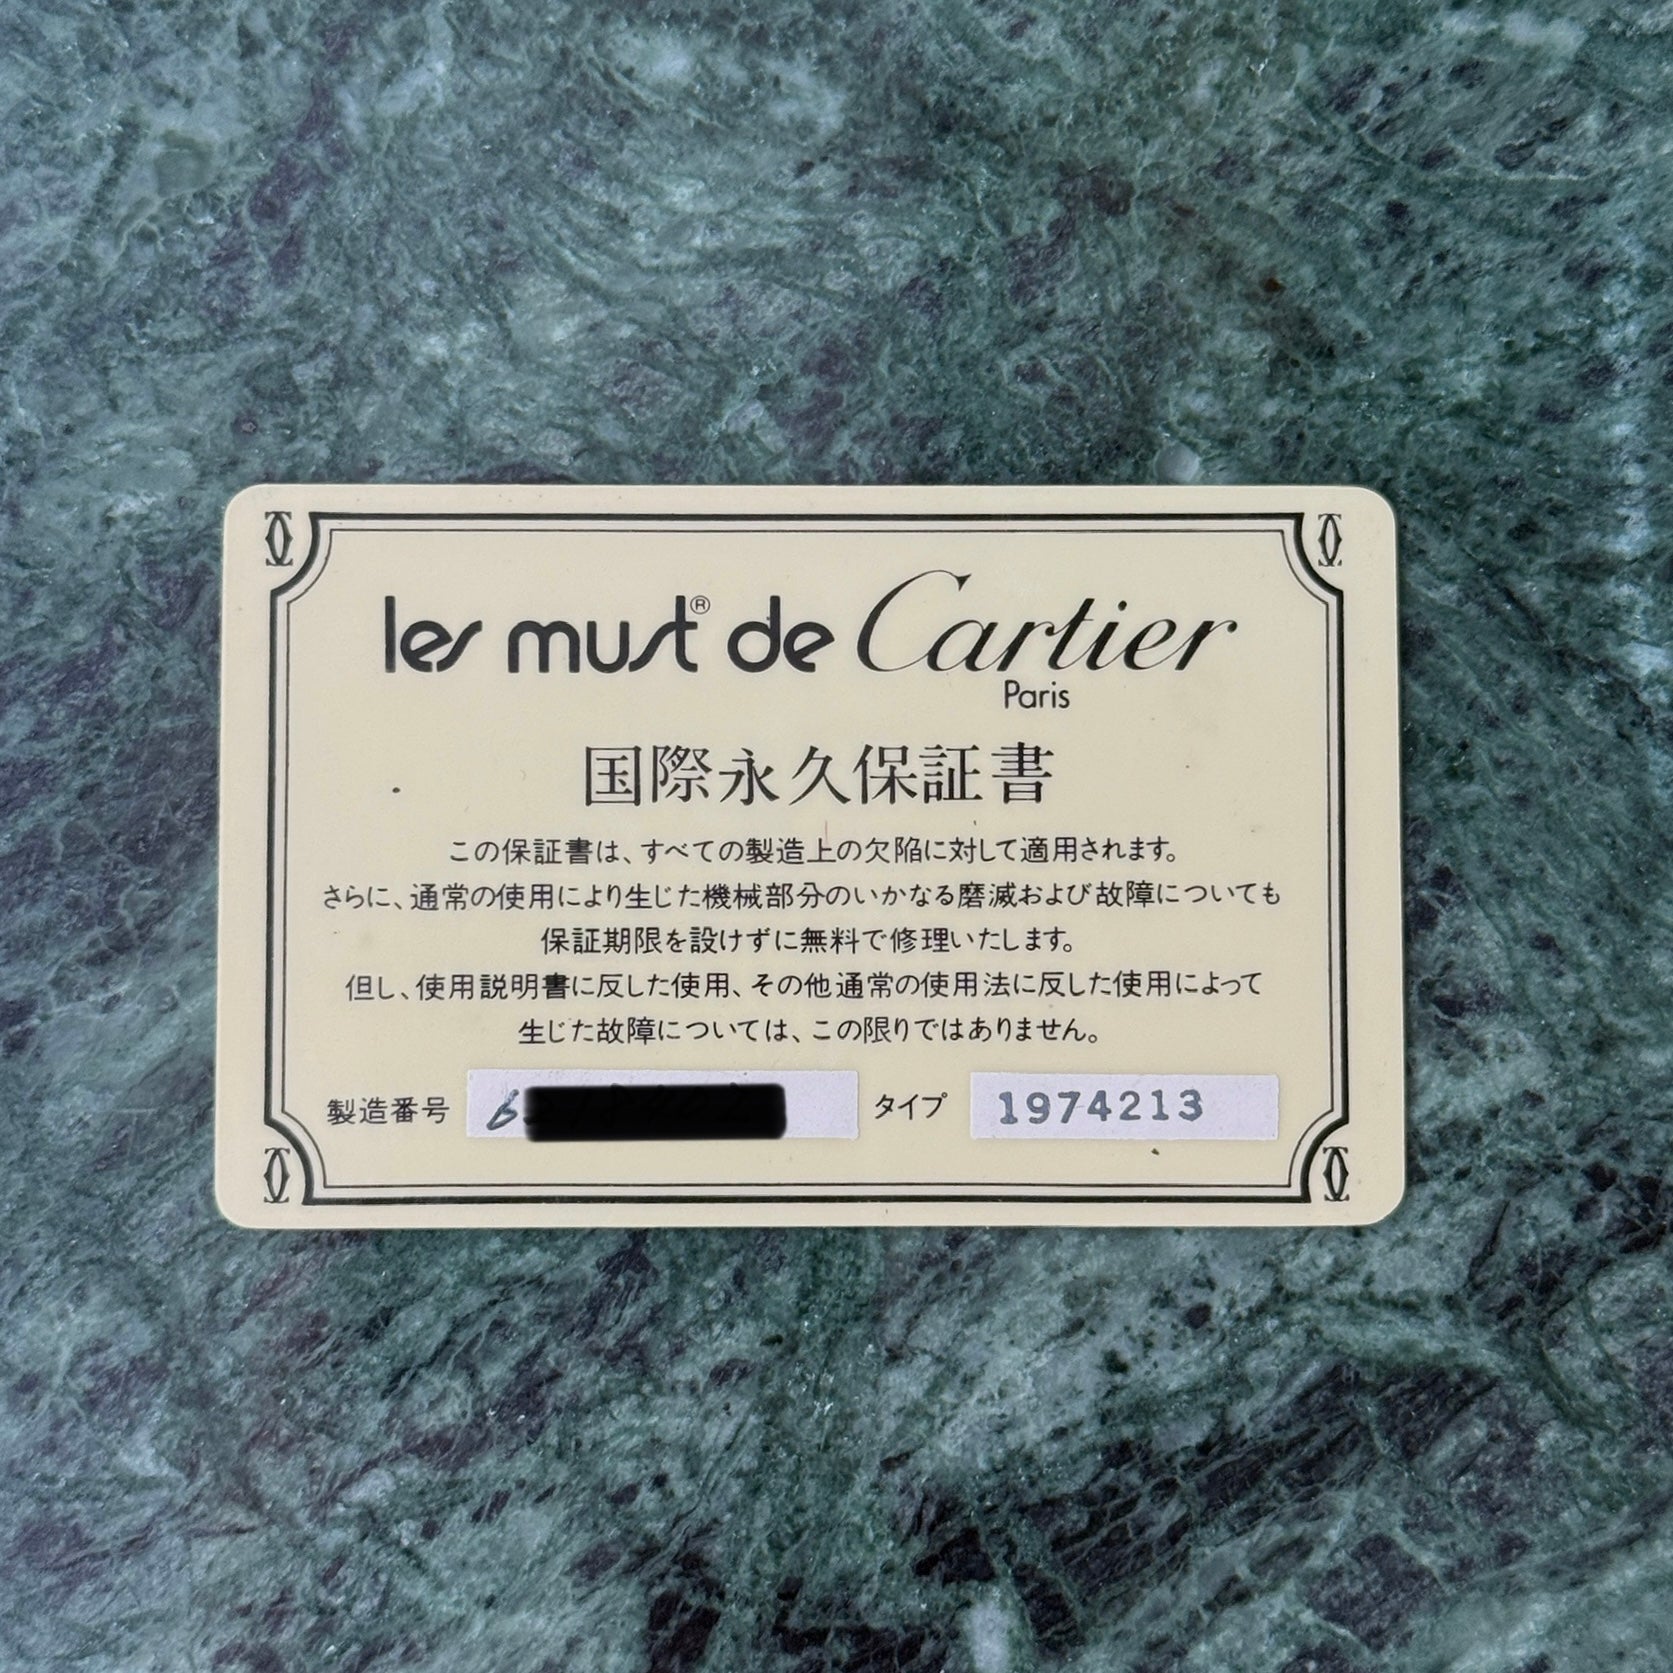 les must® de Cartier
Paris
国際永久保証書
この保証書は、すべての製造上の欠陥に対して適用されます。
さらに、通常の使用により生じた機械部分のいかなる磨滅および故障についても
保証期限を設けずに無料で修理いたします。
但し、使用説明書に反した使用、その他通常の使用法に反した使用によって
生じた故障については、この限りではありません。
製造番号 タイプ 1974213